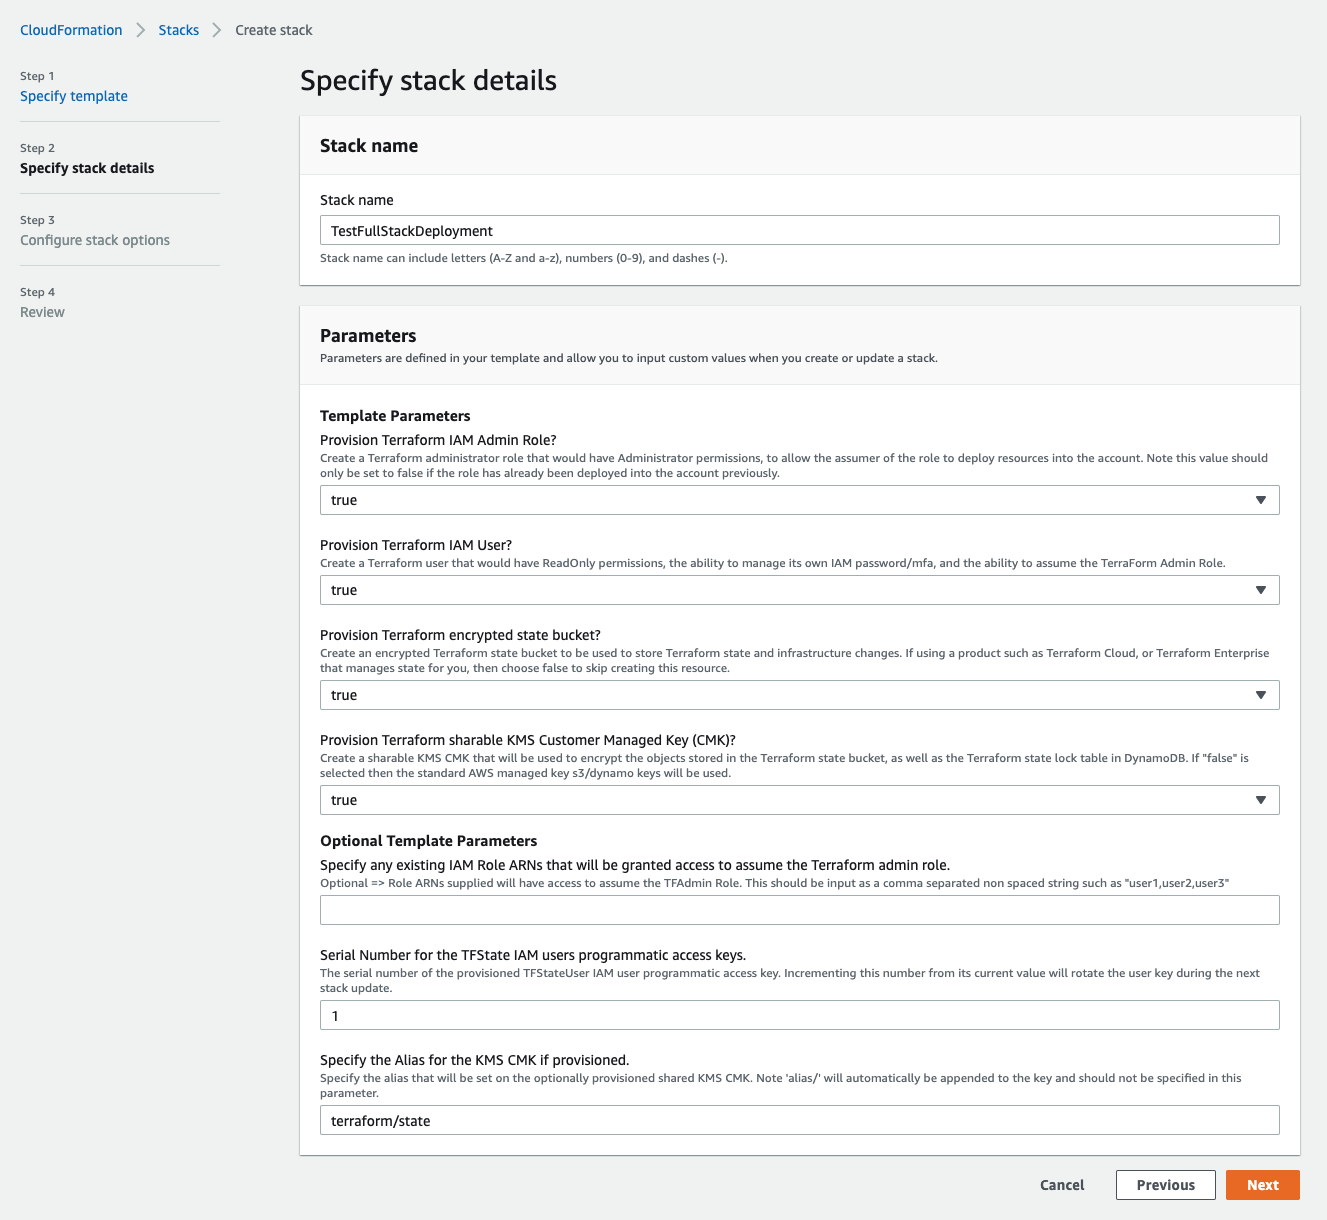 CloudFormation > Stacks > Create stack
Step 1
Specify template
Step 2
Specify stack details
Step 3
Configure stack options
Step 4
Review
Specify stack details
Stack name
Stack name
TestFullStackDeployment
Stack name can include letters (A-Z and a-z), numbers (0-9), and dashes (-).
Parameters
Parameters are defined in your template and allow you to input custom values when you create or update a stack.
Template Parameters
Provision Terraform IAM Admin Role?
Create a Terraform administrator role that would have Administrator permissions, to allow the assumer of the role to deploy resources into the account. Note this value should
only be set to false if the role has already been deployed into the account previously.
true
Provision Terraform IAM User?
Create a Terraform user that would have ReadOnly permissions, the ability to manage its own IAM password/mfa, and the ability to assume the TerraForm Admin Role.
true
Provision Terraform encrypted state bucket?
Create an encrypted Terraform state bucket to be used to store Terraform state and infrastructure changes. If using a product such as Terraform Cloud, or Terraform Enterprise
that manages state for you, then choose false to skip creating this resource.
true
Provision Terraform sharable KMS Customer Managed Key (CMK)?
Create a sharable KMS CMK that will be used to encrypt the objects stored in the Terraform state bucket, as well as the Terraform state lock table in DynamoDB. If "false" is
selected then the standard AWS managed key s3/dynamo keys will be used.
true
Optional Template Parameters
Specify any existing IAM Role ARNs that will be granted access to assume the Terraform admin role.
Optional => Role ARNs supplied will have access to assume the TFAdmin Role. This should be input as a comma separated non spaced string such as "user1,user2,user3"
Serial Number for the TFState IAM users programmatic access keys.
The serial number of the provisioned TFStateUser IAM user programmatic access key. Incrementing this number from its current value will rotate the user key during the next
stack update.
1
Specify the Alias for the KMS CMK if provisioned.
Specify the alias that will be set on the optionally provisioned shared KMS CMK. Note 'alias/' will automatically be appended to the key and should not be specified in this
parameter.
terraform/state
Cancel
Previous
Next